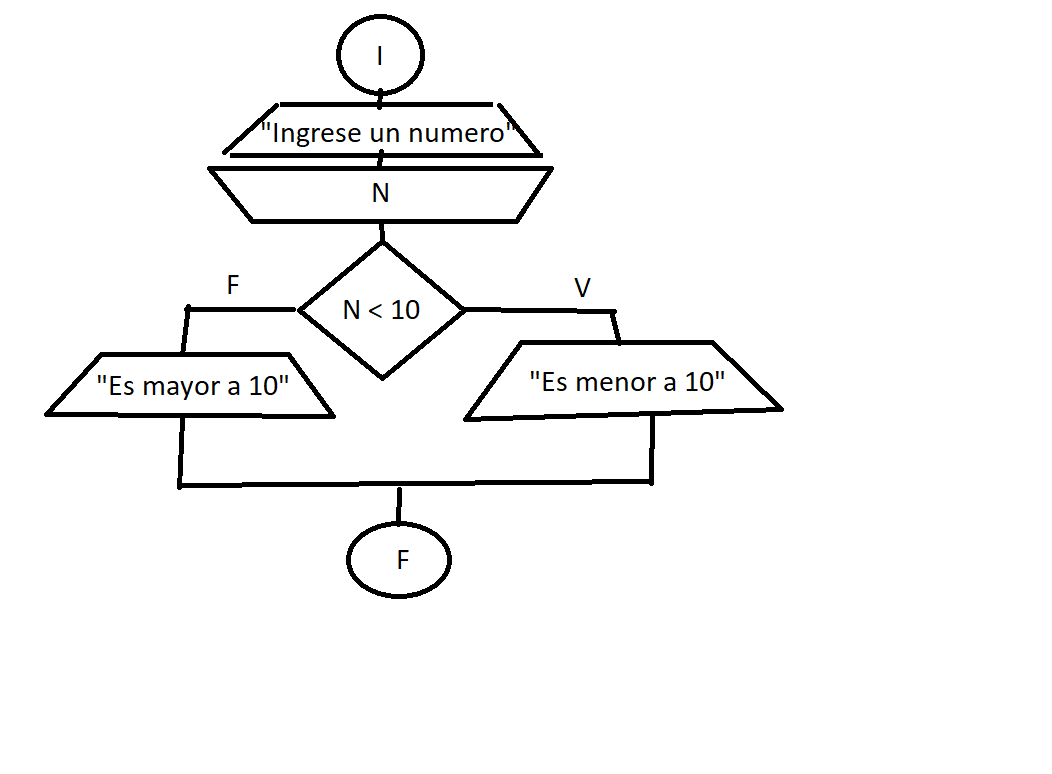 I
"Ingrese un numero"
N
F
V
N < 10
"Es mayor a 10"
"Es menor a 10"
F